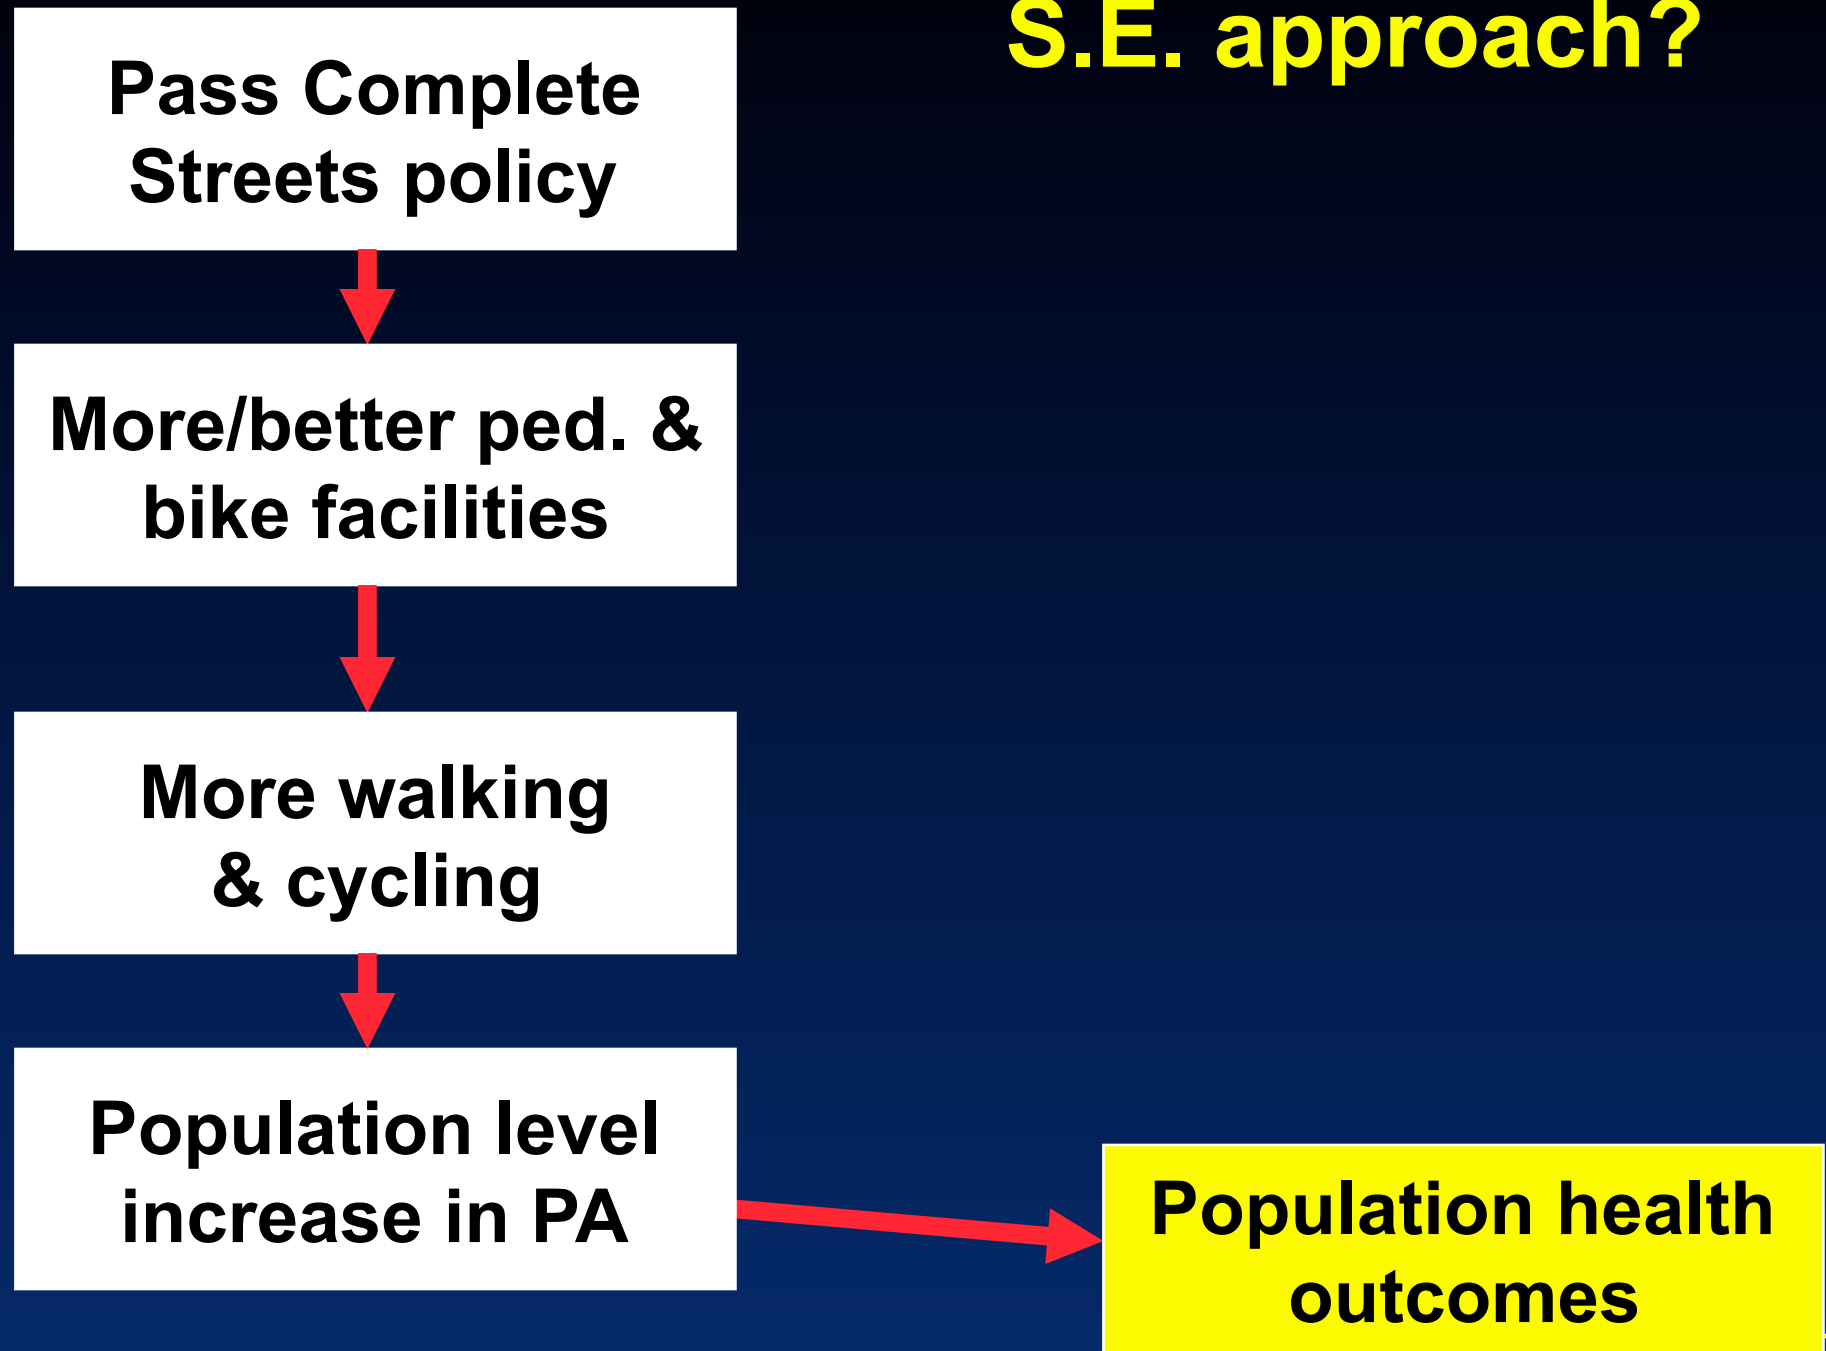 S.E. approach?
Pass Complete
Streets policy
More/better ped. &
bike facilities
More walking
& cycling
Population level
increase in PA
Population health
outcomes